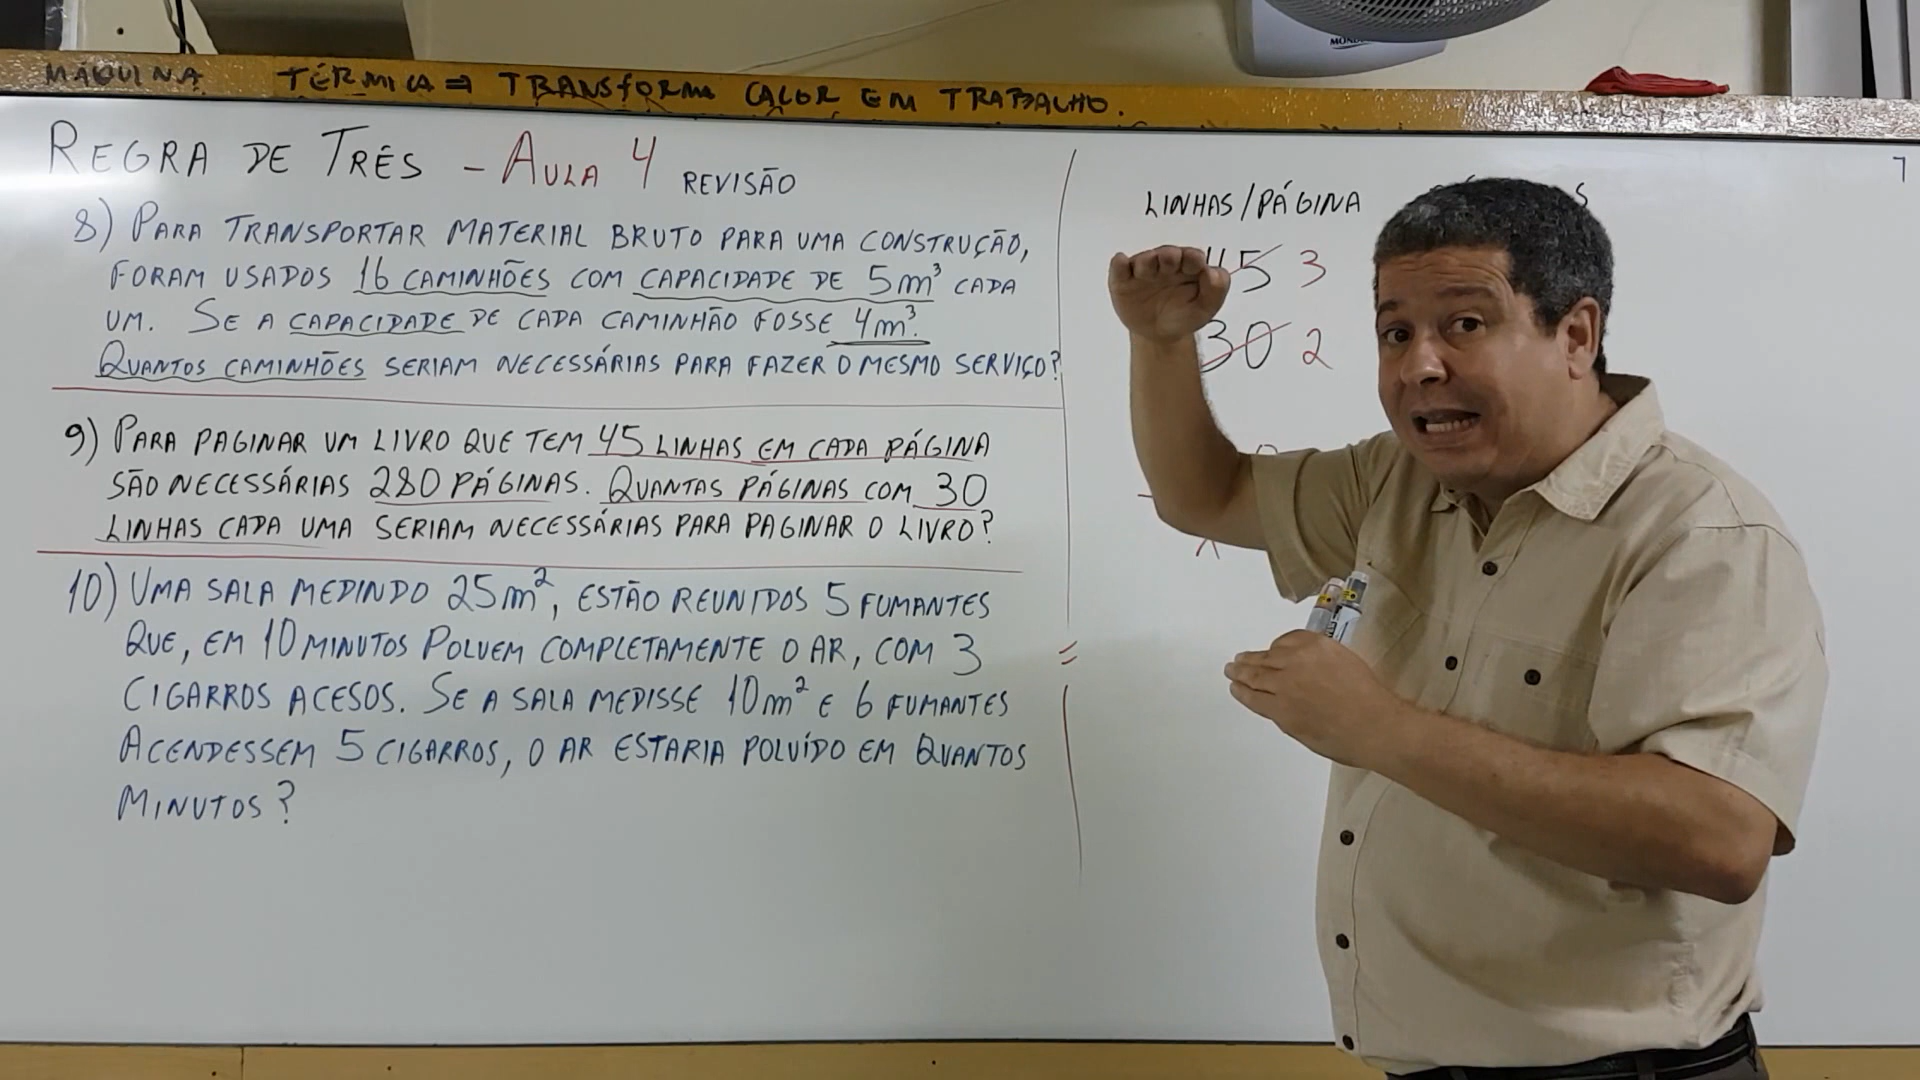 MÁQUINA TÉRMICA ⇒ TRANSFORMA CALOR EM TRABALHO.
REGRA DE TRÊS - AULA 4 REVISÃO
8) PARA TRANSPORTAR MATERIAL BRUTO PARA UMA CONSTRUÇÃO,
FORAM USADOS 16 CAMINHÕES COM CAPACIDADE DE 5m³ CADA
UM. SE A CAPACIDADE DE CADA CAMINHÃO FOSSE 4m³.
QUANTOS CAMINHÕES SERIAM NECESSÁRIAS PARA FAZER O MESMO SERVIÇO?
9) PARA PAGINAR UM LIVRO QUE TEM 45 LINHAS EM CADA PÁGINA
SÃO NECESSÁRIAS 280 PÁGINAS. QUANTAS PÁGINAS COM 30
LINHAS CADA UMA SERIAM NECESSÁRIAS PARA PAGINAR O LIVRO?
10) UMA SALA MEDINDO 25m², ESTÃO REUNIDOS 5 FUMANTES
QUE, EM 10 MINUTOS POLUEM COMPLETAMENTE O AR, COM 3
CIGARROS ACESOS. SE A SALA MEDISSE 10m² E 6 FUMANTES
ACENDESSEM 5 CIGARROS, O AR ESTARIA POLUÍDO EM QUANTOS
MINUTOS?
LINHAS/PÁGINA
45 3
30 2
=